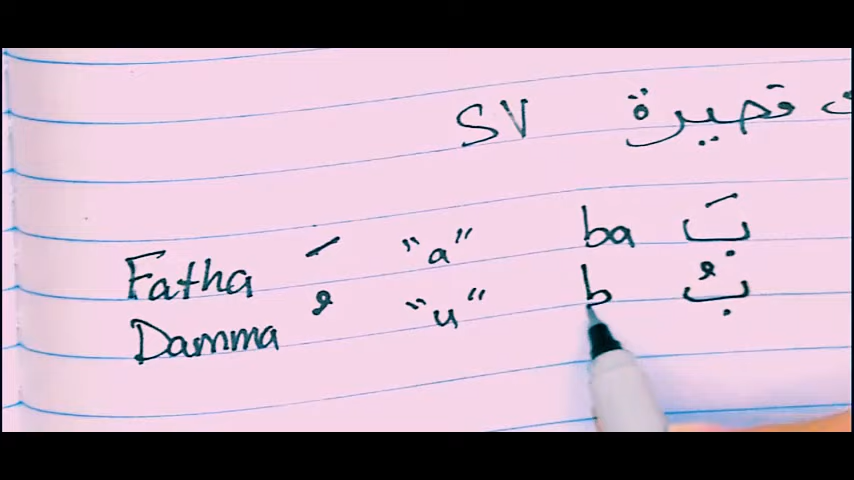 SV قصيرة
Fatha َ "a" ba بَ
Damma ُ "u" b بُ